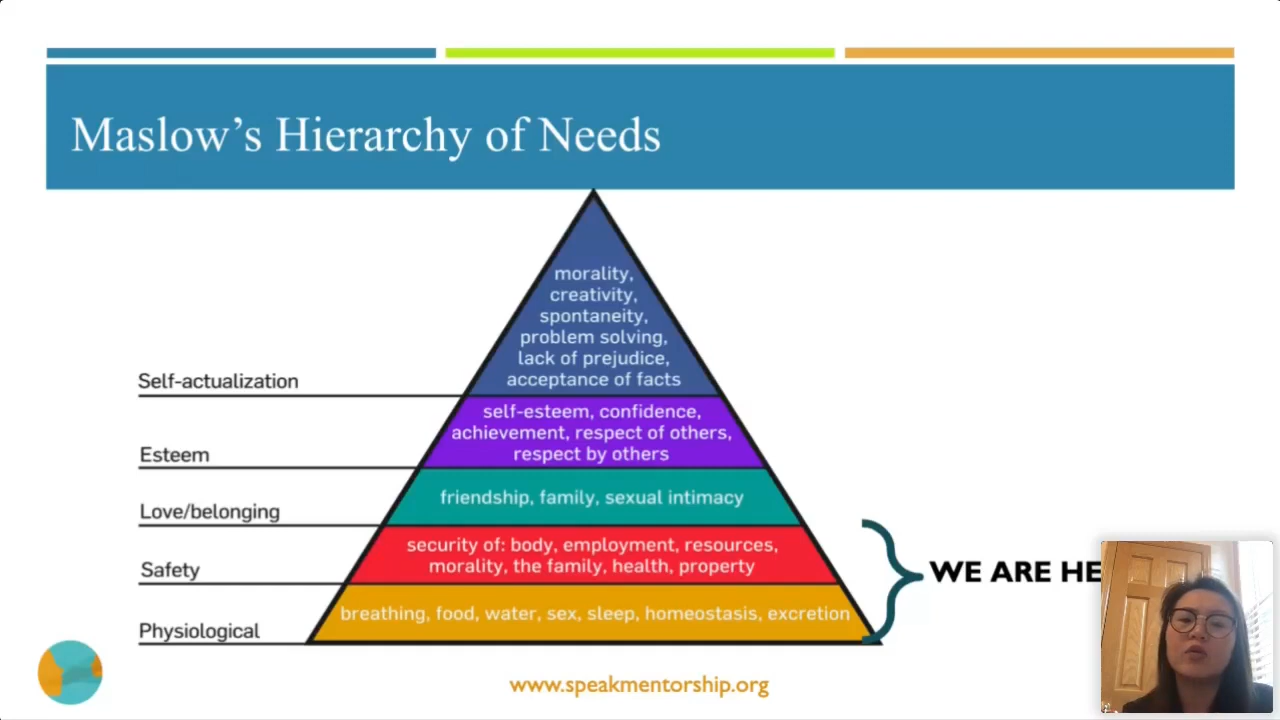 Maslow's Hierarchy of Needs
morality,
creativity,
spontaneity,
problem solving,
lack of prejudice,
acceptance of facts
Self-actualization
self-esteem, confidence,
achievement, respect of others,
respect by others
Esteem
friendship, family, sexual intimacy
Love/belonging
security of: body, employment, resources,
morality, the family, health, property
Safety
WE ARE HE
breathing, food, water, sex, sleep, homeostasis, excretion
Physiological
www.speakmentorship.org